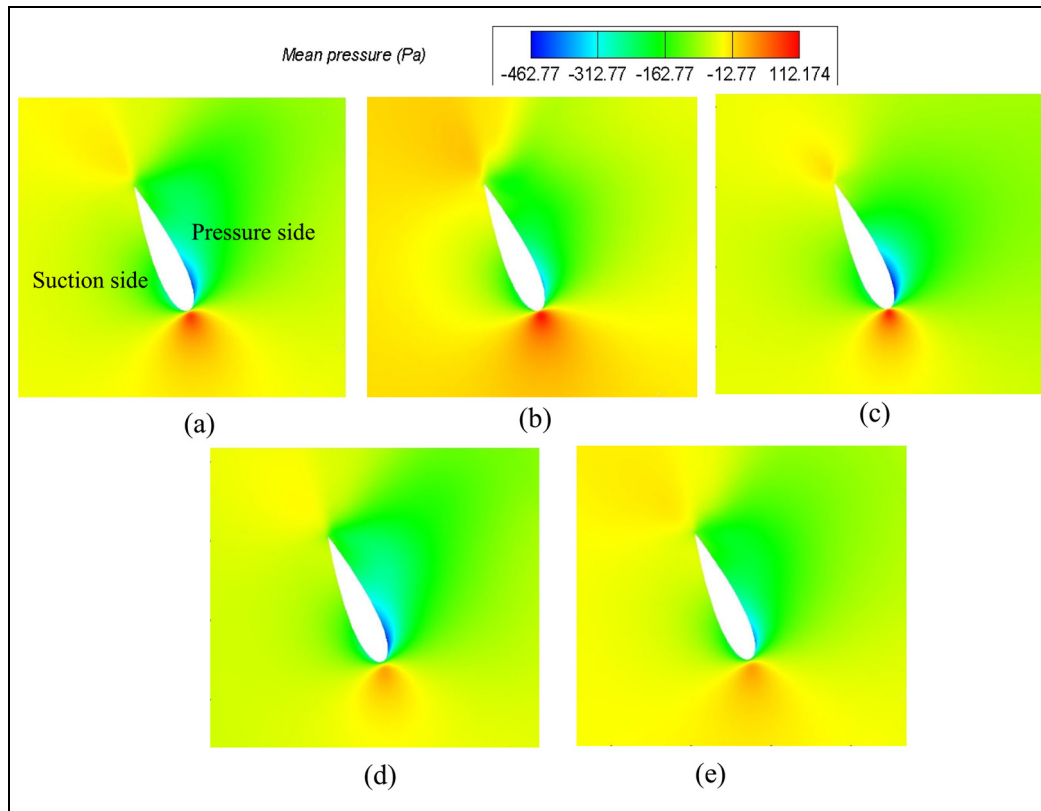 Mean pressure (Pa)
-462.77 -312.77 -162.77 -12.77 112.174
Pressure side
Suction side
(a) (b) (c)
(d) (e)